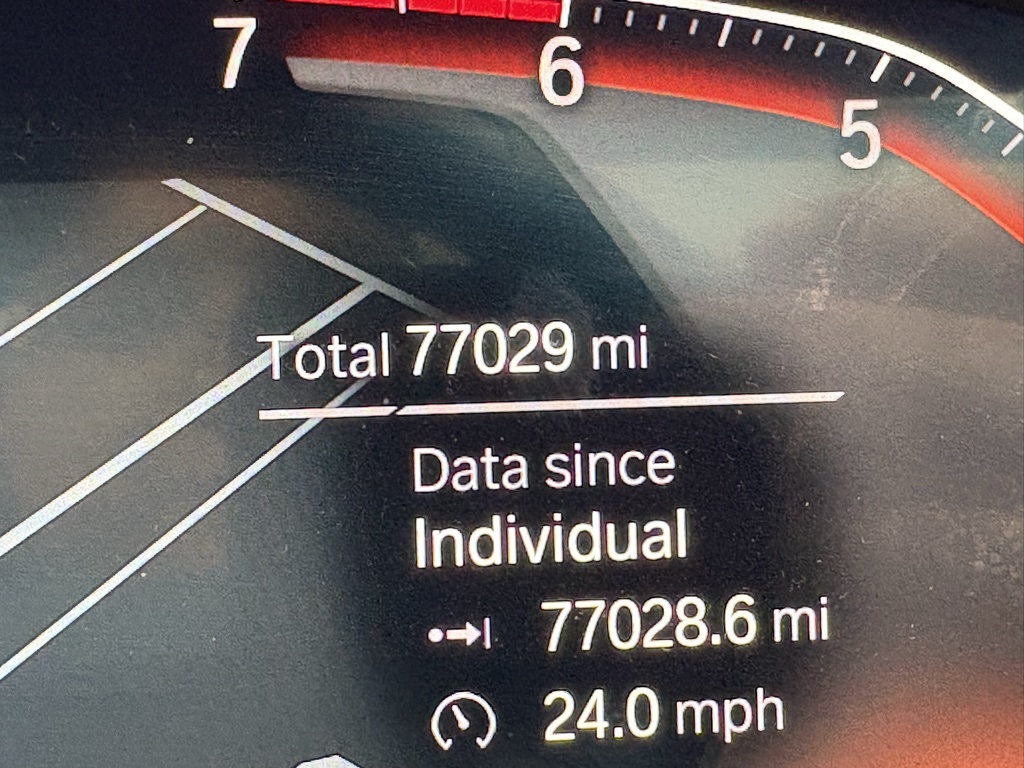 7
6
5
Total 77029 mi
Data since
Individual
77028.6 mi
24.0 mph